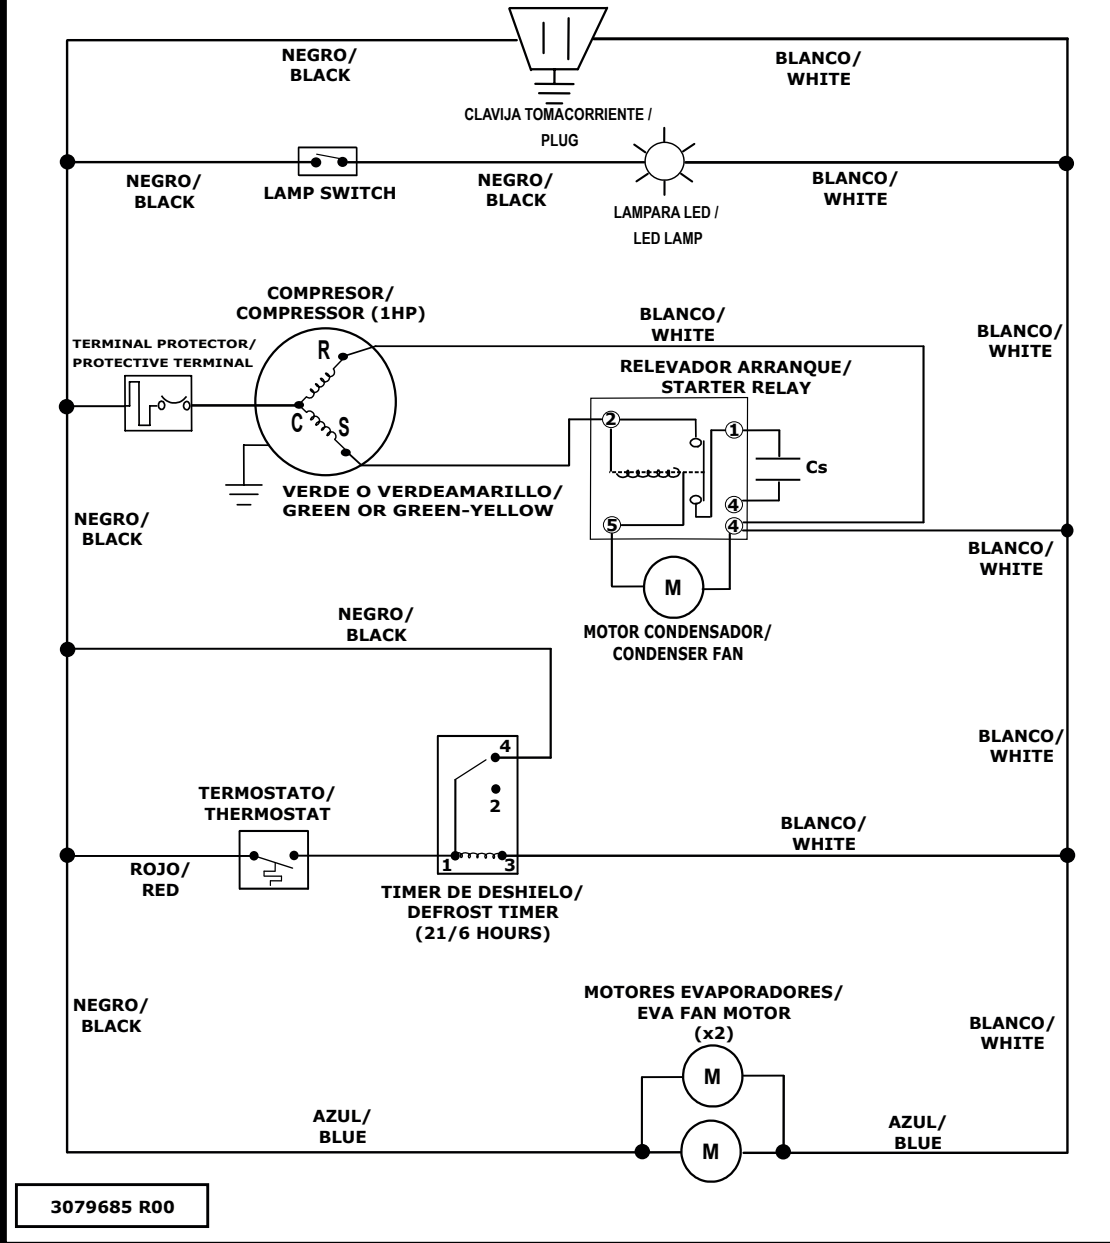 NEGRO/
BLACK
BLANCO/
WHITE
CLAVIJA TOMACORRIENTE /
PLUG
NEGRO/
BLACK
LAMP SWITCH
NEGRO/
BLACK
BLANCO/
WHITE
LAMPARA LED /
LED LAMP
COMPRESOR/
COMPRESSOR (1HP)
BLANCO/
WHITE
BLANCO/
WHITE
TERMINAL PROTECTOR/
PROTECTIVE TERMINAL
R
C
S
RELEVADOR ARRANQUE/
STARTER RELAY
2
1
Cs
4
5
4
VERDE O VERDEAMARILLO/
GREEN OR GREEN-YELLOW
NEGRO/
BLACK
BLANCO/
WHITE
M
MOTOR CONDENSADOR/
CONDENSER FAN
NEGRO/
BLACK
BLANCO/
WHITE
4
2
1
3
TERMOSTATO/
THERMOSTAT
BLANCO/
WHITE
ROJO/
RED
TIMER DE DESHIELO/
DEFROST TIMER
(21/6 HOURS)
NEGRO/
BLACK
MOTORES EVAPORADORES/
EVA FAN MOTOR
(x2)
BLANCO/
WHITE
M
AZUL/
BLUE
M
AZUL/
BLUE
3079685 R00